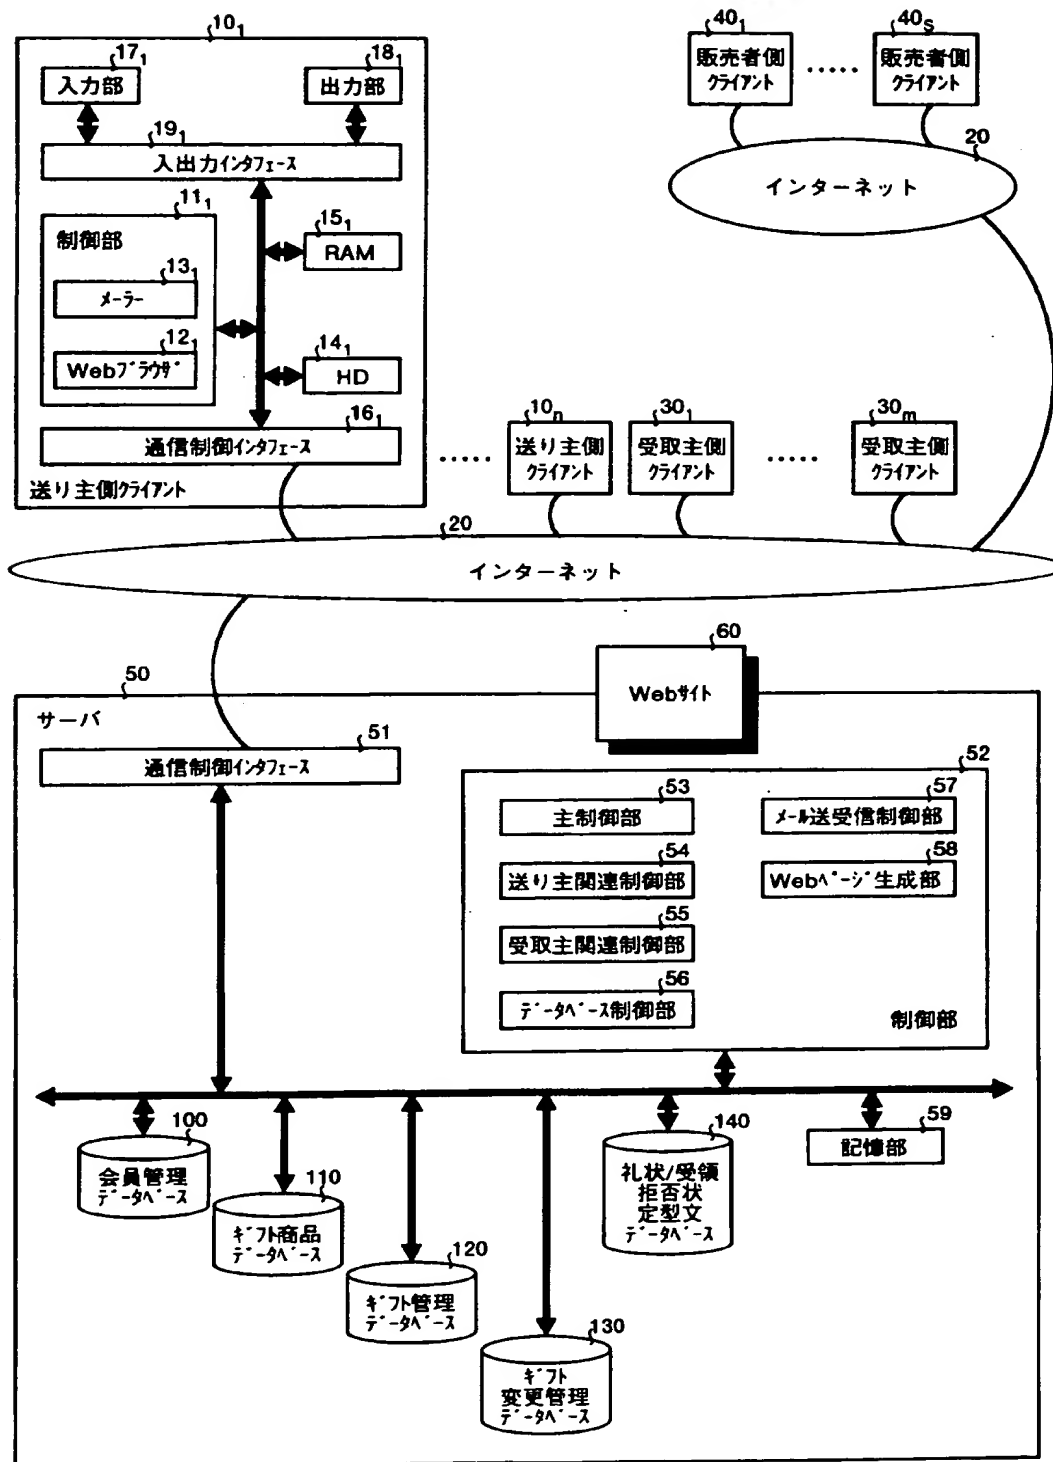 10₁
17₁
入力部
18₁
出力部
19₁
入出力インタフェース
11₁
制御部
13₁
メーラー
12₁
Webブラウザ
15₁
RAM
14₁
HD
16₁
通信制御インタフェース
送り主側クライアント
40₁
販売者側
クライアント
.....
40s
販売者側
クライアント
20
インターネット
.....
10n
送り主側
クライアント
30₁
受取主側
クライアント
.....
30m
受取主側
クライアント
20
インターネット
60
Webサイト
50
サーバ
51
通信制御インタフェース
52
53
主制御部
54
送り主関連制御部
55
受取主関連制御部
56
データベース制御部
57
メール送受信制御部
58
Webページ生成部
制御部
100
会員管理
データベース
110
ギフト商品
データベース
120
ギフト管理
データベース
130
ギフト
変更管理
データベース
140
礼状/受領
拒否状
定型文
データベース
59
記憶部